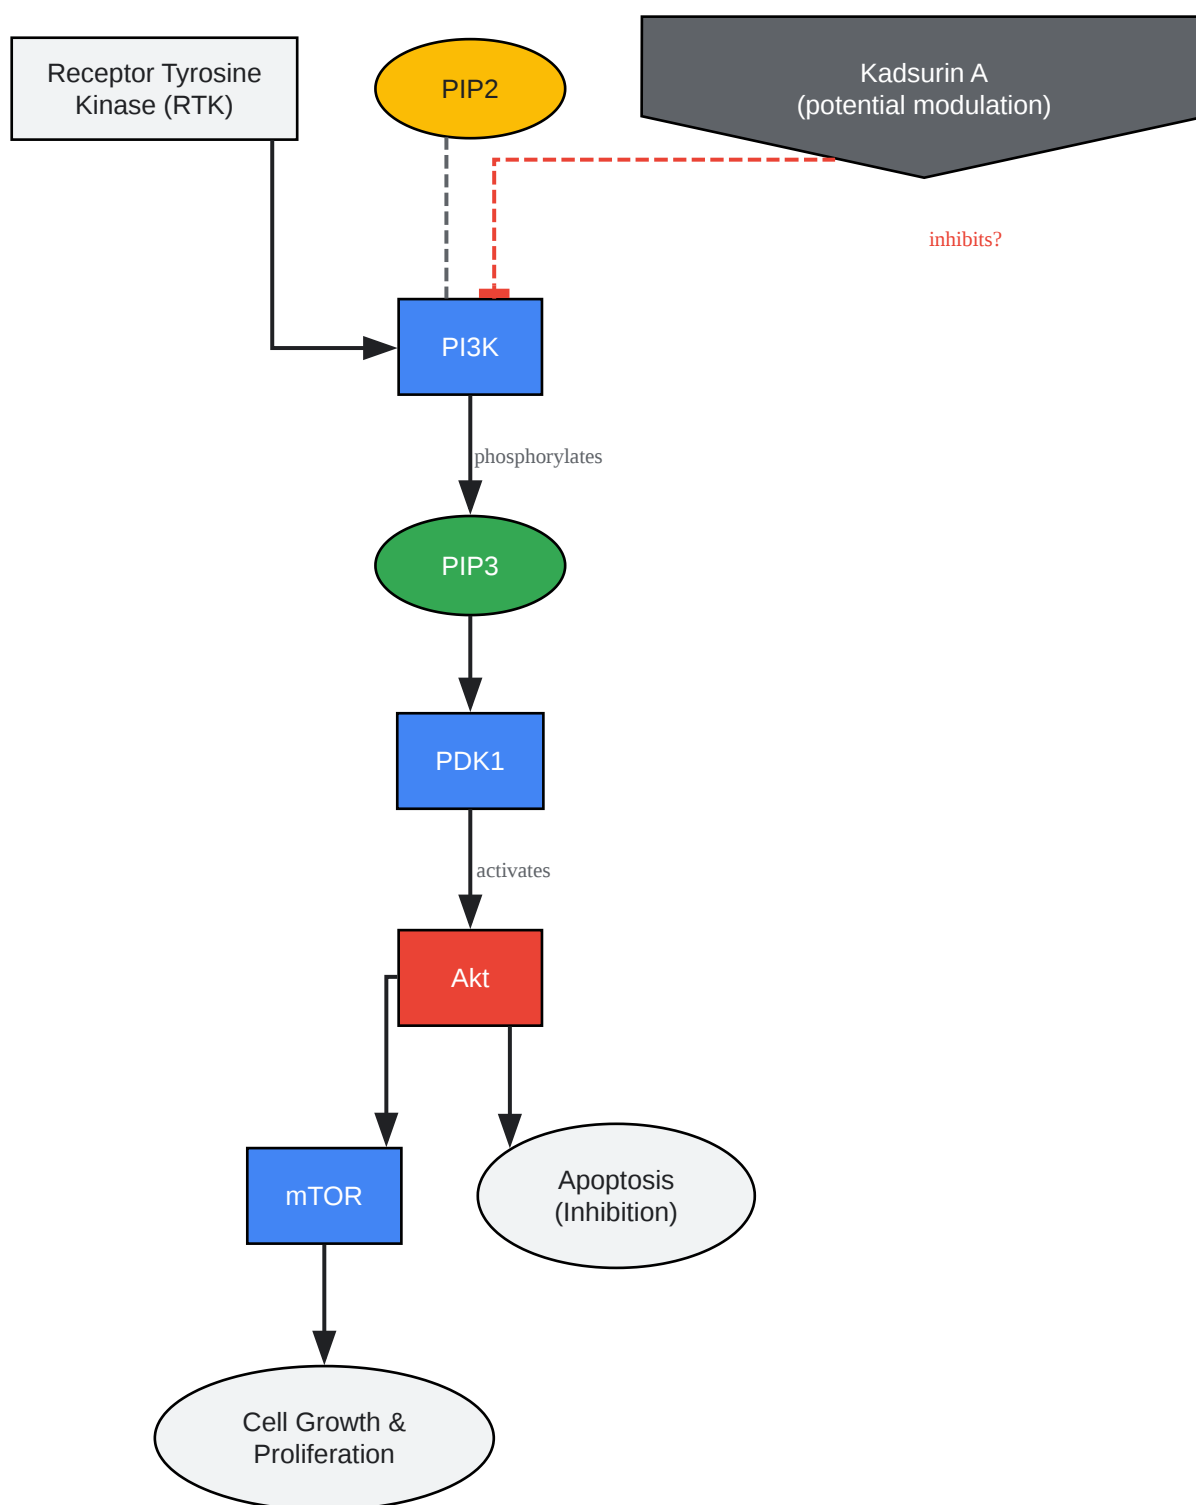 Receptor Tyrosine
Kinase (RTK)
PIP2
Kadsurin A
(potential modulation)
inhibits?
PI3K
phosphorylates
PIP3
PDK1
activates
Akt
mTOR
Apoptosis
(Inhibition)
Cell Growth &
Proliferation